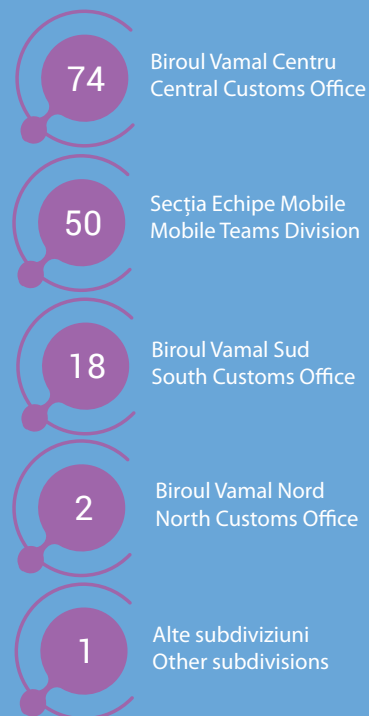 74
Biroul Vamal Centru
Central Customs Office
50
Secția Echipe Mobile
Mobile Teams Division
18
Biroul Vamal Sud
South Customs Office
2
Biroul Vamal Nord
North Customs Office
1
Alte subdiviziuni
Other subdivisions